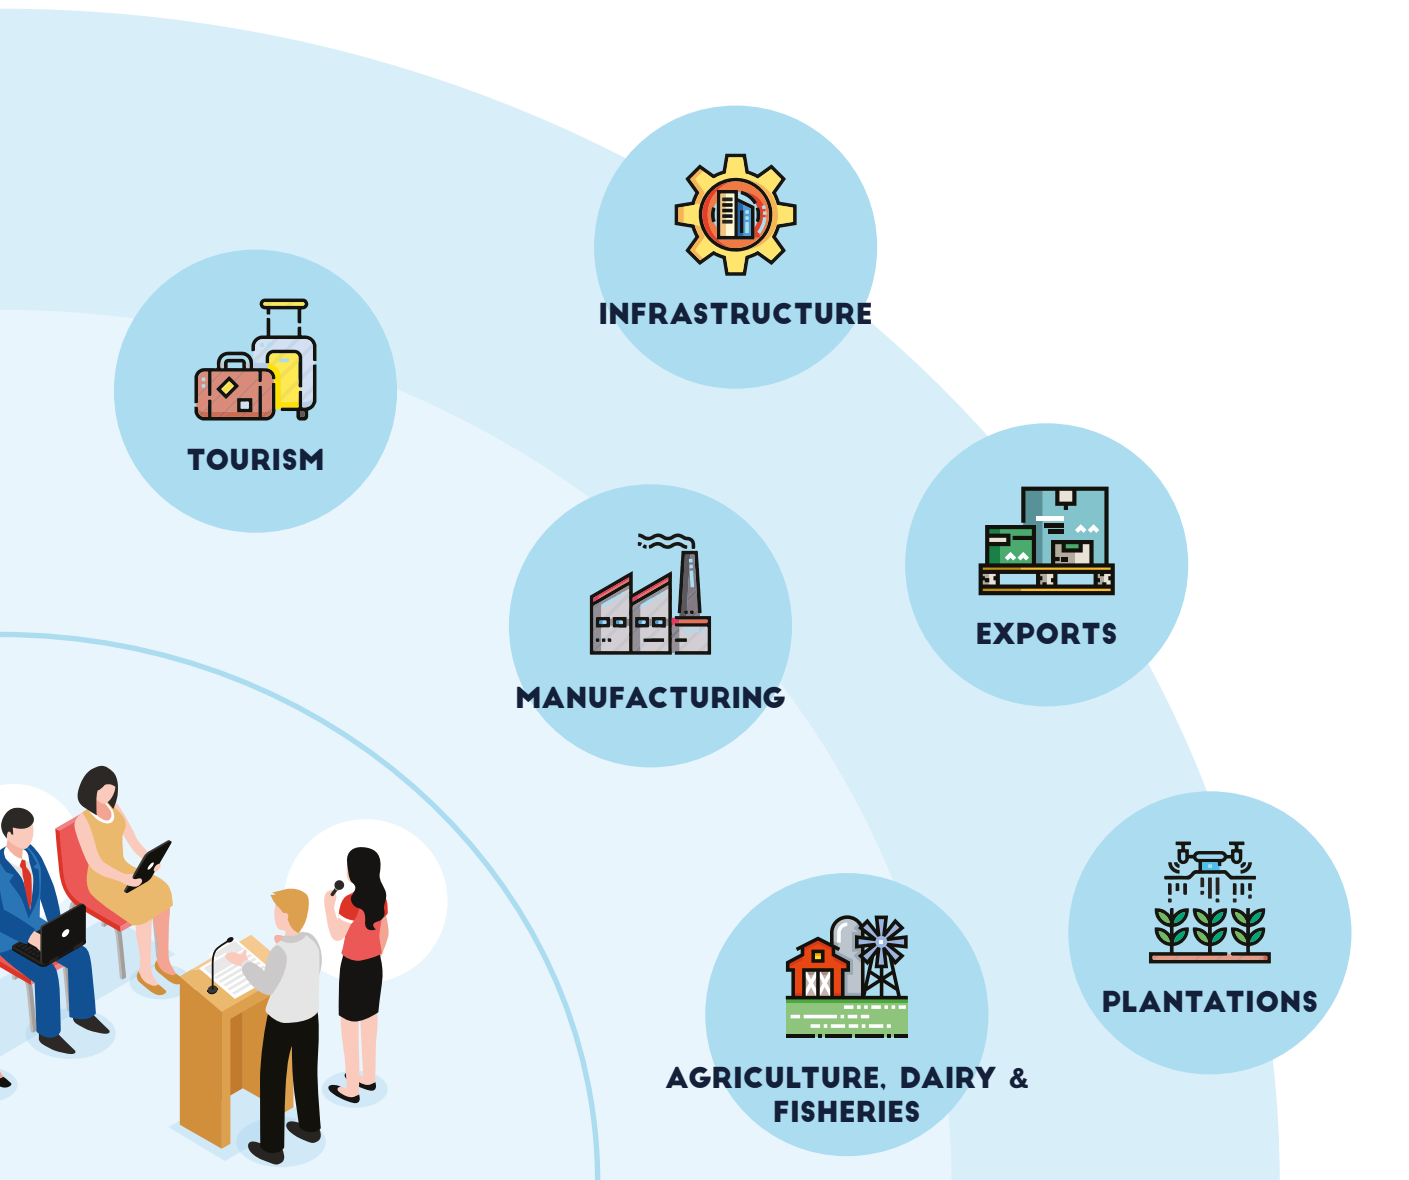 INFRASTRUCTURE
TOURISM
EXPORTS
MANUFACTURING
PLANTATIONS
AGRICULTURE, DAIRY &
FISHERIES